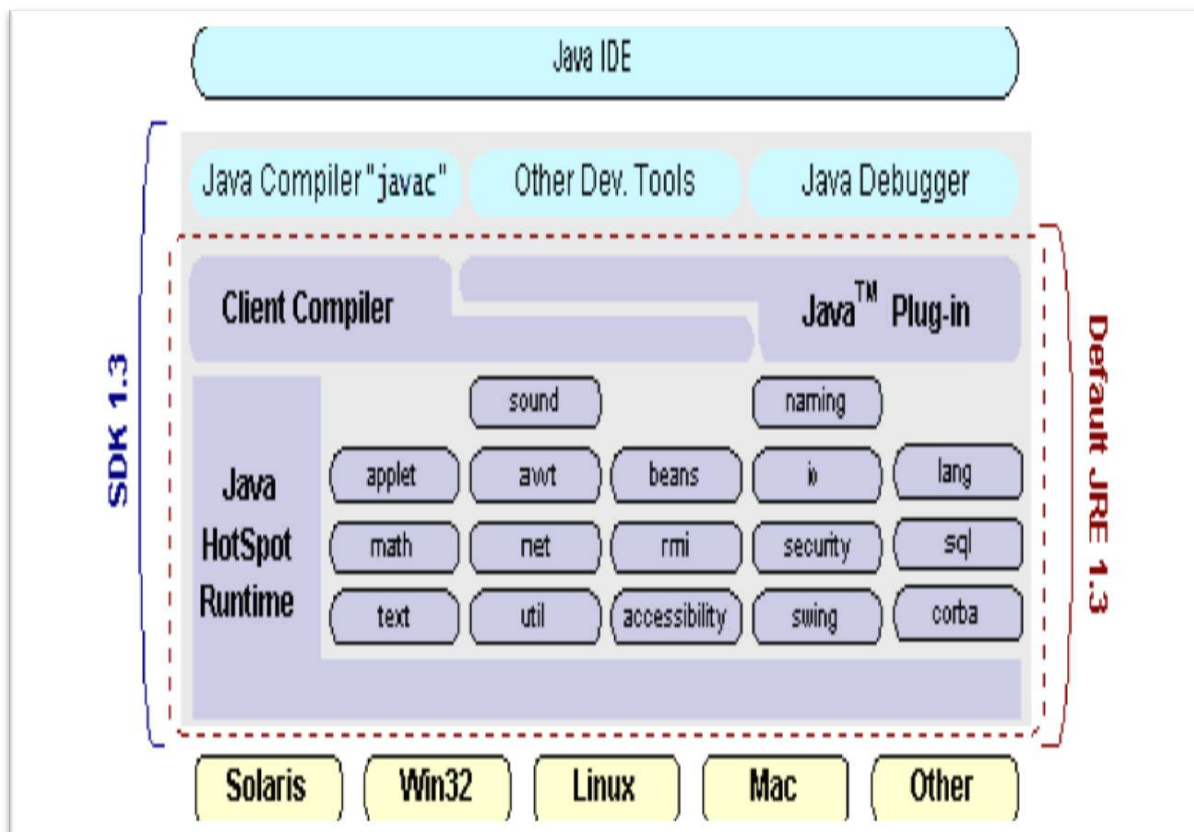 Java IDE
Java Compiler "javac"
Other Dev. Tools
Java Debugger
SDK 1.3
Default JRE 1.3
Client Compiler
Java™ Plug-in
sound
naming
Java
HotSpot
Runtime
applet
awt
beans
io
lang
math
net
rmi
security
sql
text
util
accessibility
swing
corba
Solaris
Win32
Linux
Mac
Other